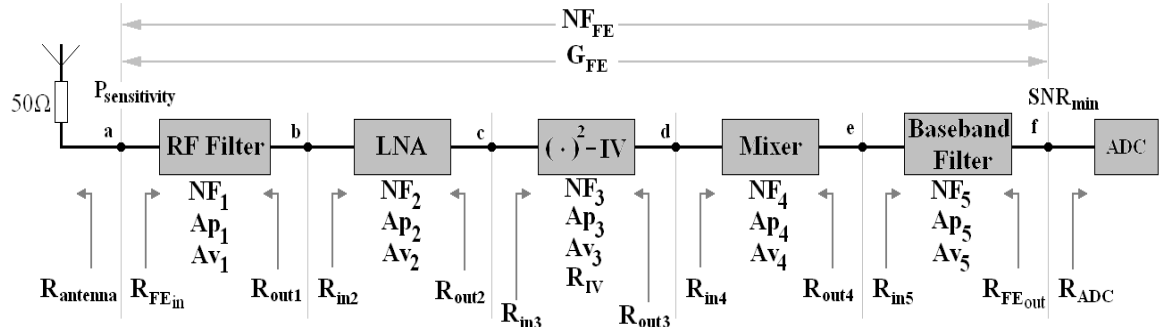 NF_FE
G_FE
50Ω
P_sensitivity
SNR_min
a
b
c
d
e
f
RF Filter
LNA
(·)²-IV
Mixer
Baseband
Filter
ADC
NF₁
Ap₁
Av₁
NF₂
Ap₂
Av₂
NF₃
Ap₃
Av₃
R_IV
NF₄
Ap₄
Av₄
NF₅
Ap₅
Av₅
R_antenna
R_FE_in
R_out1
R_in2
R_out2
R_in3
R_out3
R_in4
R_out4
R_in5
R_FE_out
R_ADC